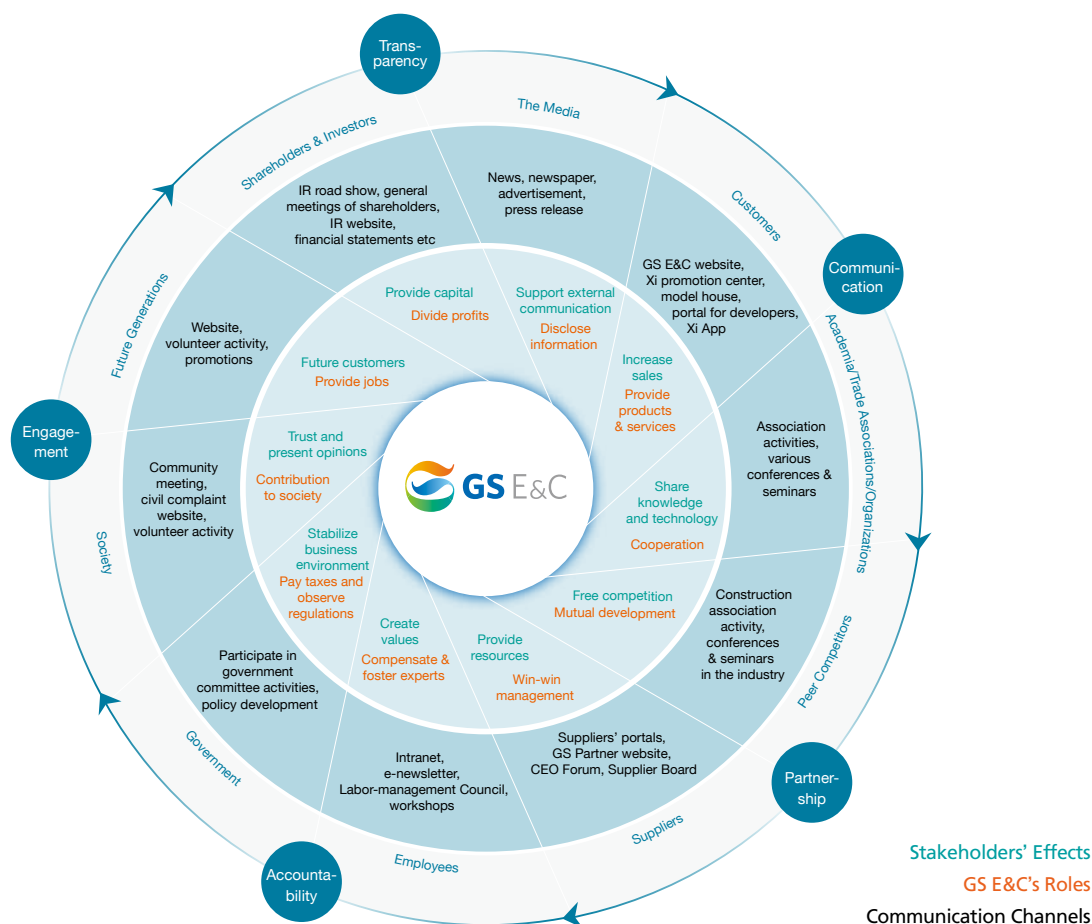 Trans-
parency
The Media
Shareholders & Investors
Customers
Communi-
cation
Academia/Trade Associations/Organizations
Peer Competitors
Partner-
ship
Suppliers
Employees
Accounta-
bility
Government
Society
Engage-
ment
Future Generations
IR road show, general
meetings of shareholders,
IR website,
financial statements etc
News, newspaper,
advertisement,
press release
GS E&C website,
Xi promotion center,
model house,
portal for developers,
Xi App
Association
activities,
various
conferences &
seminars
Construction
association
activity,
conferences
& seminars
in the industry
Suppliers' portals,
GS Partner website,
CEO Forum, Supplier Board
Intranet,
e-newsletter,
Labor-management Council,
workshops
Participate in
government
committee activities,
policy development
Community
meeting,
civil complaint
website,
volunteer activity
Website,
volunteer activity,
promotions
Provide capital
Divide profits
Support external
communication
Disclose
information
Increase
sales
Provide
products
& services
Share
knowledge
and technology
Cooperation
Free competition
Mutual development
Provide
resources
Win-win
management
Create
values
Compensate &
foster experts
Stabilize
business
environment
Pay taxes and
observe
regulations
Trust and
present opinions
Contribution
to society
Future customers
Provide jobs
GS E&C
Stakeholders' Effects
GS E&C's Roles
Communication Channels